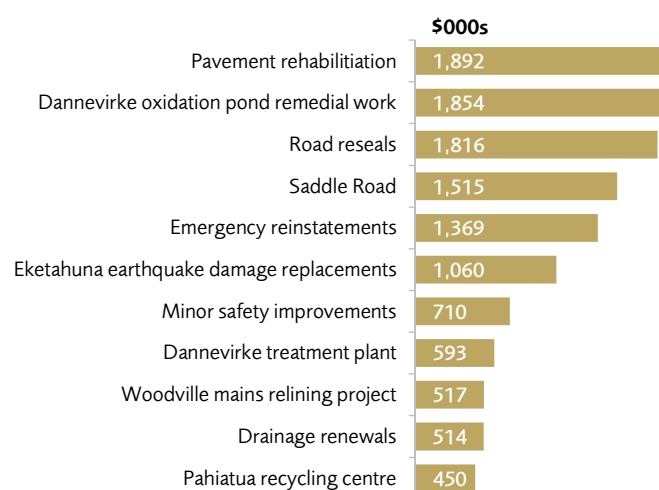 $000s
Pavement rehabilitiation 1,892
Dannevirke oxidation pond remedial work 1,854
Road reseals 1,816
Saddle Road 1,515
Emergency reinstatements 1,369
Eketahuna earthquake damage replacements 1,060
Minor safety improvements 710
Dannevirke treatment plant 593
Woodville mains relining project 517
Drainage renewals 514
Pahiatua recycling centre 450